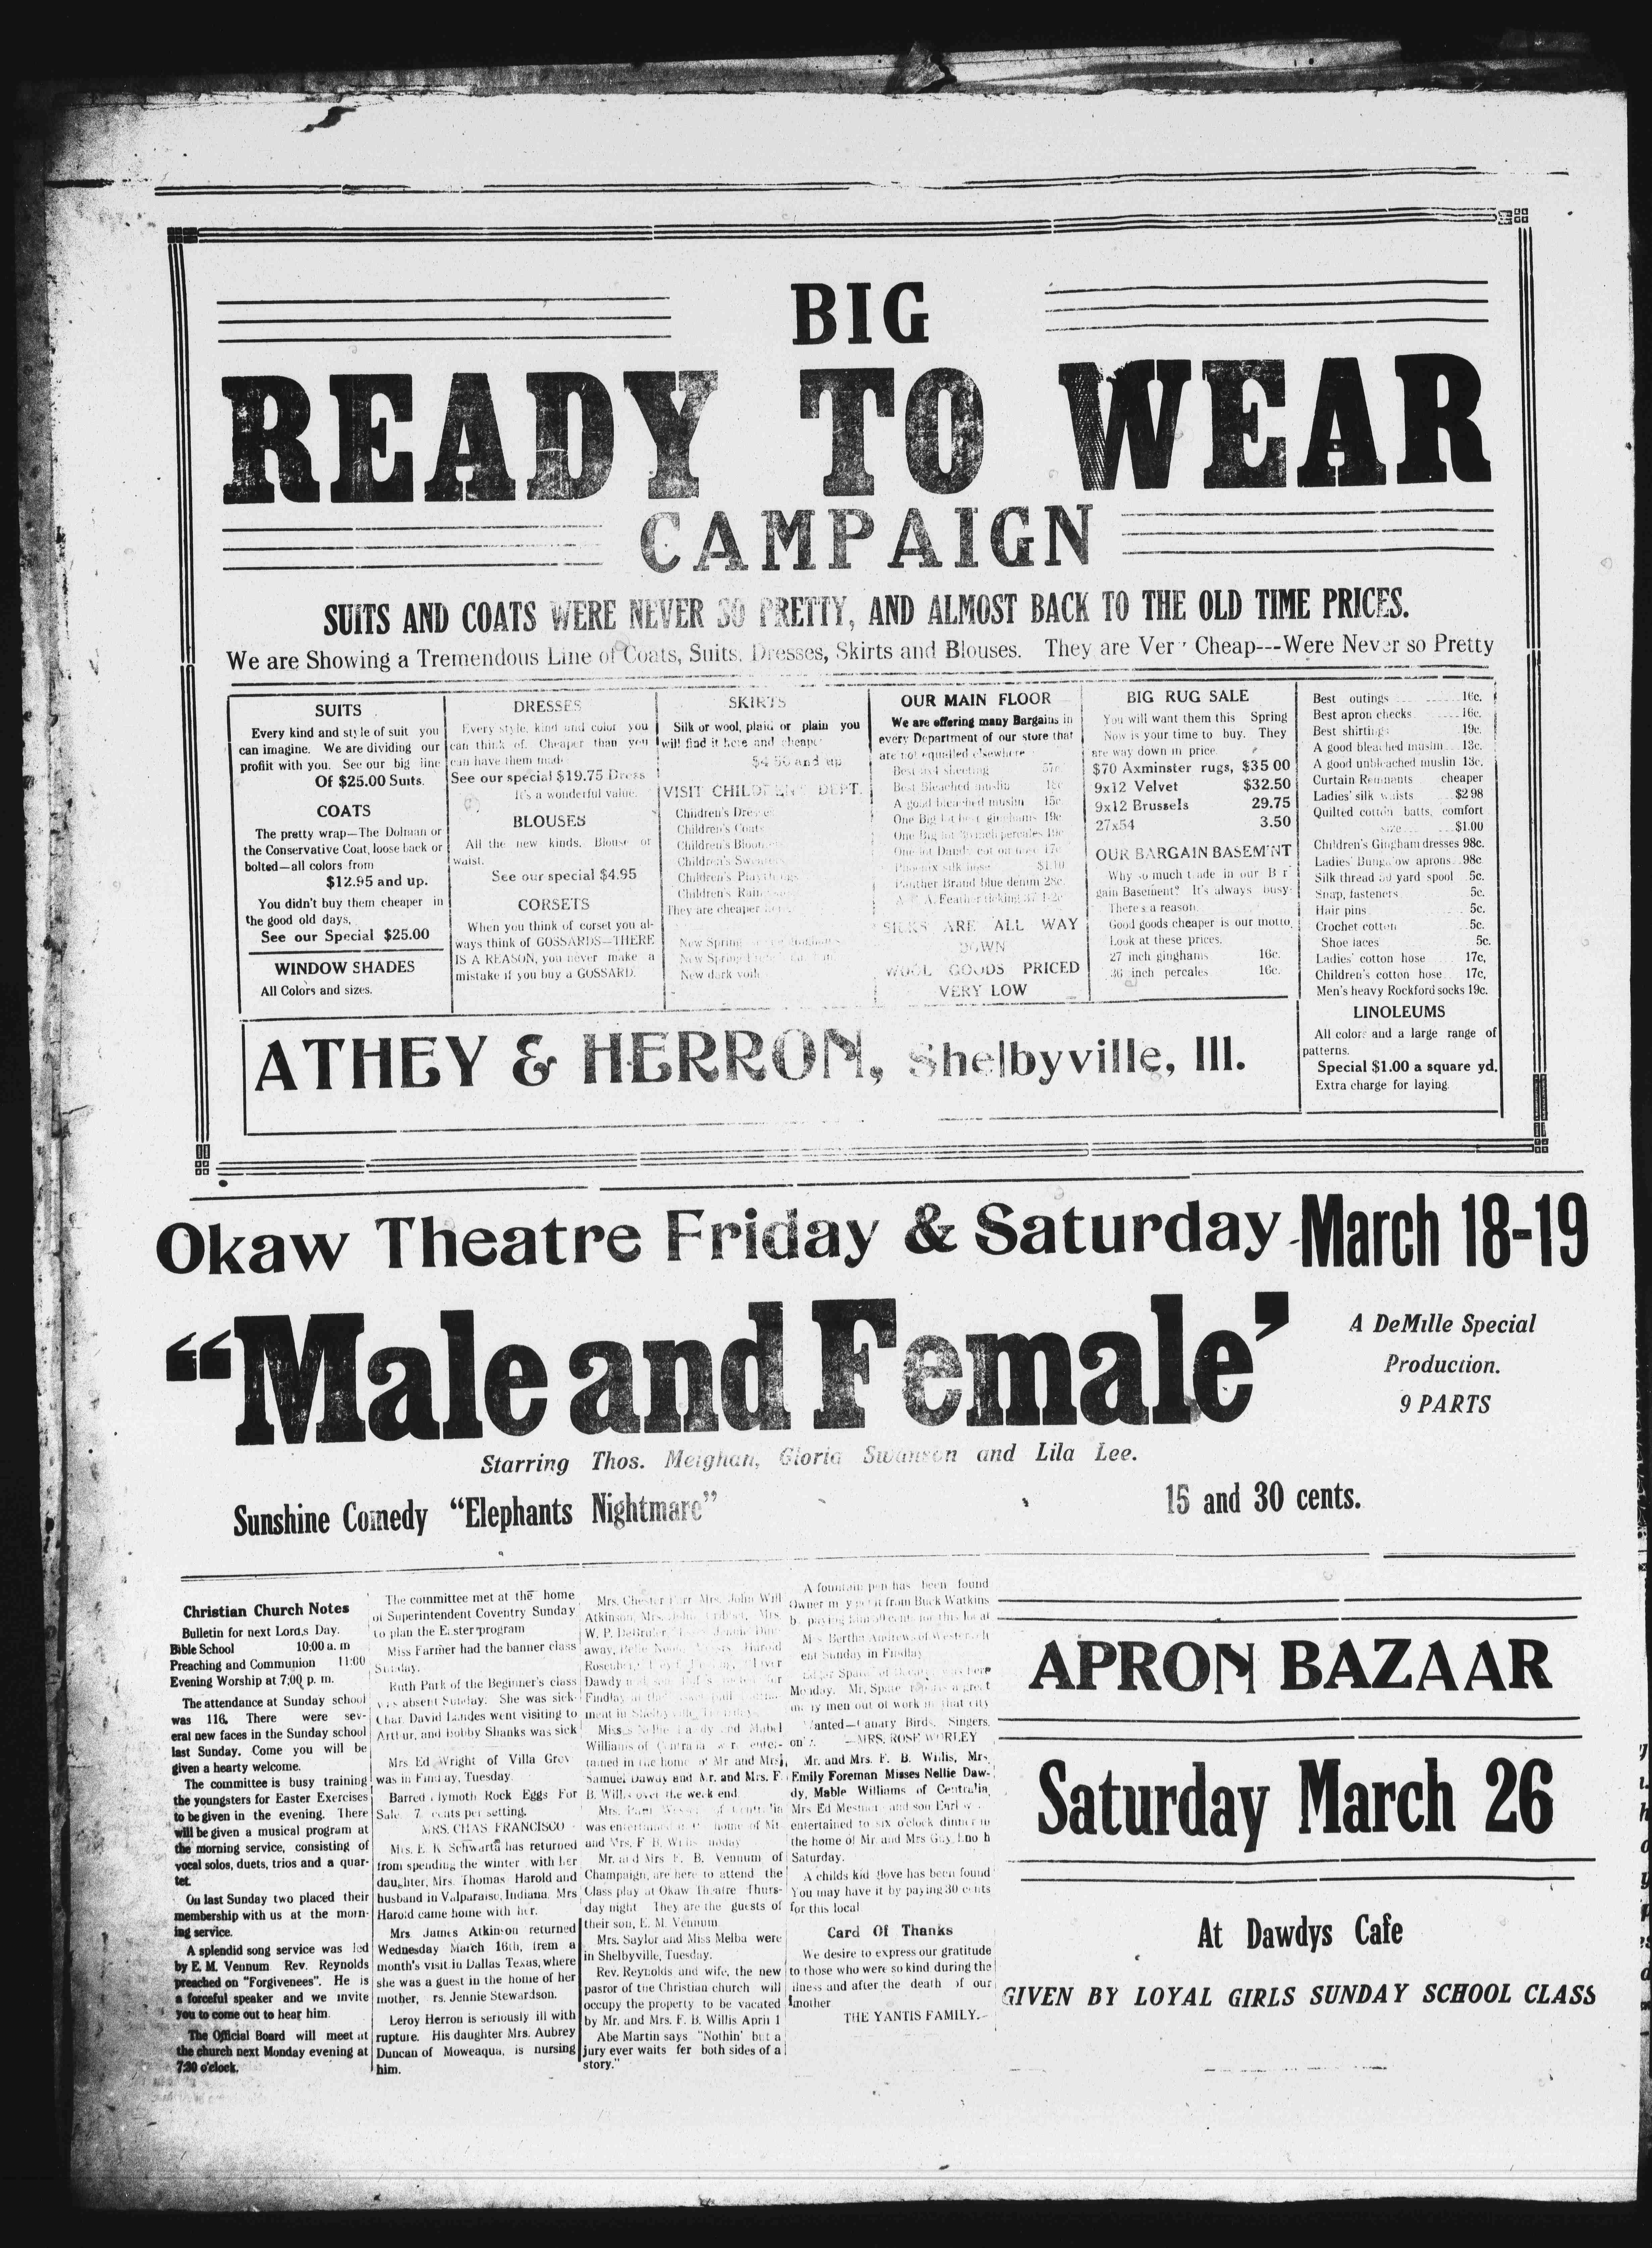 BIG
READY TO WEAR
CAMPAIGN
SUITS AND COATS WERE NEVER SO PRETTY, AND ALMOST BACK TO THE OLD TIME PRICES.
We are Showing a Tremendous Line of Coats, Suits, Dresses, Skirts and Blouses. They are Very Cheap---Were Never so Pretty
SUITS
Every kind and style of suit you
can imagine. We are dividing our
profiit with you. See our big line
Of $25.00 Suits.
COATS
The pretty wrap—The Dolman or
the Conservative Coat, loose back or
bolted—all colors from
$12.95 and up.
You didn't buy them cheaper in
the good old days.
See our Special $25.00
WINDOW SHADES
All Colors and sizes.
DRESSES
Every style, kind and color you
can think of. Cheaper than you
can have them made
See our special $19.75 Dress
It's a wonderful value.
BLOUSES
All the new kinds. Blouse or
waist.
See our special $4.95
CORSETS
When you think of corset you al-
ways think of GOSSARDS—THERE
IS A REASON, you never make a
mistake if you buy a GOSSARD.
SKIRTS
Silk or wool, plaid or plain you
will find it here and cheaper
$4.50 and up
VISIT CHILDREN'S DEPT.
Children's Dresses
Children's Coats
Children's Bloomers
Children's Sweaters
Children's Playthings
Children's Rain
They are cheaper
New Spring
New Spring
New dark voile
OUR MAIN FLOOR
We are offering many Bargains in
every Department of our store that
are not equalled elsewhere
Best 9x4 sheeting 57c
Best Bleached muslin
A good bleached muslin 15c
One Big lot best ginghams 19c
One Big lot 36 inch percales 19c
One lot 17c
Phoenix silk hose $1.10
Panther Brand blue denim 28c
A. C. A. Feather ticking 37 1-2c
SILKS ARE ALL WAY
DOWN
WOOL GOODS PRICED
VERY LOW
BIG RUG SALE
You will want them this Spring
Now is your time to buy. They
are way down in price.
$70 Axminster rugs, $35 00
9x12 Velvet $32.50
9x12 Brussels 29.75
27x54 3.50
OUR BARGAIN BASEM'NT
Why so much trade in our Bar-
gain Basement? It's always busy.
There's a reason.
Good goods cheaper is our motto.
Look at these prices.
27 inch ginghams 16c.
36 inch percales 16c.
Best outings 16c.
Best apron checks 16c.
Best shirtings 19c.
A good bleached muslin 13c.
A good unbleached muslin 13c.
Curtain Remnants cheaper
Ladies' silk waists $2 98
Quilted cotton batts, comfort
size $1.00
Children's Gingham dresses 98c.
Ladies' Bungalow aprons 98c.
Silk thread 50 yard spool 5c.
Snap, fasteners 5c.
Hair pins 5c.
Crochet cotton 5c.
Shoe laces 5c.
Ladies' cotton hose 17c,
Children's cotton hose 17c,
Men's heavy Rockford socks 19c.
LINOLEUMS
All colors and a large range of
patterns.
Special $1.00 a square yd.
Extra charge for laying.
ATHEY & HERRON, Shelbyville, Ill.
Okaw Theatre Friday & Saturday March 18-19
“Male and Female’
A DeMille Special
Production.
9 PARTS
Starring Thos. Meighan, Gloria Swanson and Lila Lee.
Sunshine Comedy “Elephants Nightmare” 15 and 30 cents.
Christian Church Notes
Bulletin for next Lord,s Day.
Bible School 10:00 a. m
Preaching and Communion 11:00
Evening Worship at 7:00 p. m.
The attendance at Sunday school
was 116. There were sev-
eral new faces in the Sunday school
last Sunday. Come you will be
given a hearty welcome.
The committee is busy training
the youngsters for Easter Exercises
to be given in the evening. There
will be given a musical program at
the morning service, consisting of
vocal solos, duets, trios and a quar-
tet.
On last Sunday two placed their
membership with us at the morn-
ing service.
A splendid song service was led
by E. M. Vennum Rev. Reynolds
preached on "Forgivenees". He is
a forceful speaker and we invite
you to come out to hear him.
The Official Board will meet at
the church next Monday evening at
7:30 o'clock.
The committee met at the home
of Superintendent Coventry Sunday
to plan the Easter program
Miss Farmer had the banner class
Sunday.
Ruth Park of the Beginner's class
was absent Sunday. She was sick
Char. David Landes went visiting to
Arthur, and Bobby Shanks was sick
Mrs Ed Wright of Villa Grov
was in Findlay, Tuesday.
Barred Plymoth Rock Eggs For
Sale. 7 cents per setting.
MRS. CHAS FRANCISCO
Mrs. E. K Schwarta has returned
from spending the winter with her
daughter, Mrs. Thomas Harold and
husband in Valparaiso, Indiana. Mrs
Harold came home with her.
Mrs James Atkinson returned
Wednesday March 16th, frem a
month's visit in Dallas Texas, where
she was a guest in the home of her
mother, rs. Jennie Stewardson.
Leroy Herron is seriously ill with
rupture. His daughter Mrs. Aubrey
Duncan of Moweaqua, is nursing
him.
Mrs. Chester Mrs. John Will
Atkinson, Mrs. John Mrs.
W. P. DeBruler,
away, Belle Harold
Rosenberg, Oliver
Dawdy and son
Findlay in the
ment in Shelbyville, Thursday.
Misses Nellie Dawdy and Mabel
Williams of Centralia were enter-
tained in the home of Mr and Mrs,
Samuel Dawdy and Mr. and Mrs. F.
B. Willis over the week end.
Mrs. of Centralia
was entertained in the home of Mr.
and Mrs. F B. Willis
Mr. and Mrs F. B. Vennum of
Champaign, are here to attend the
Class play at Okaw Theatre Thurs-
day night They are the guests of
their son, E. M. Vennum
Mrs. Saylor and Miss Melba were
in Shelbyville, Tuesday.
Rev. Reynolds and wife, the new
pasror of the Christian church will
occupy the property to be vacated
by Mr. and Mrs. F. B. Willis April 1
Abe Martin says "Nothin' but a
jury ever waits fer both sides of a
story."
A fountain pen has been found
Owner may get it from Buck Watkins
by paying him 50 cents for this local
Mrs Bertha Andrews of Westervelt
Sunday in Findlay
Edgar of was here
Monday. Mr.
many men out of work in that city
Wanted—Canary Birds, Singers,
only. —MRS. ROSE WORLEY
Mr. and Mrs. F. B. Willis, Mrs
Emily Foreman Misses Nellie Daw-
dy, Mable Williams of Centralia,
Mrs Ed Mesmer and son Earl
entertained to six o'clock dinner in
the home of Mr. and Mrs Guy
Saturday.
A childs kid glove has been found
You may have it by paying 30 cents
for this local
Card Of Thanks
We desire to express our gratitude
to those who were so kind during the
ilness and after the death of our
mother
THE YANTIS FAMILY.
APRON BAZAAR
Saturday March 26
At Dawdys Cafe
GIVEN BY LOYAL GIRLS SUNDAY SCHOOL CLASS